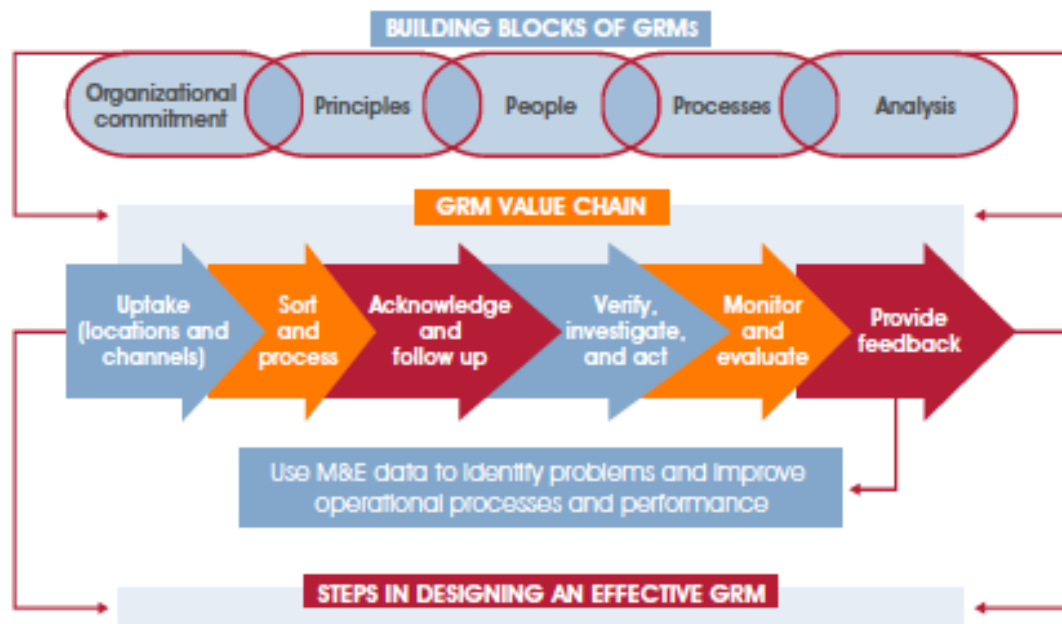 BUILDING BLOCKS OF GRMs
Organizational
commitment
Principles
People
Processes
Analysis
GRM VALUE CHAIN
Uptake
(locations and
channels)
Sort
and
process
Acknowledge
and
follow up
Verify,
investigate,
and act
Monitor
and
evaluate
Provide
feedback
Use M&E data to identify problems and improve
operational processes and performance
STEPS IN DESIGNING AN EFFECTIVE GRM